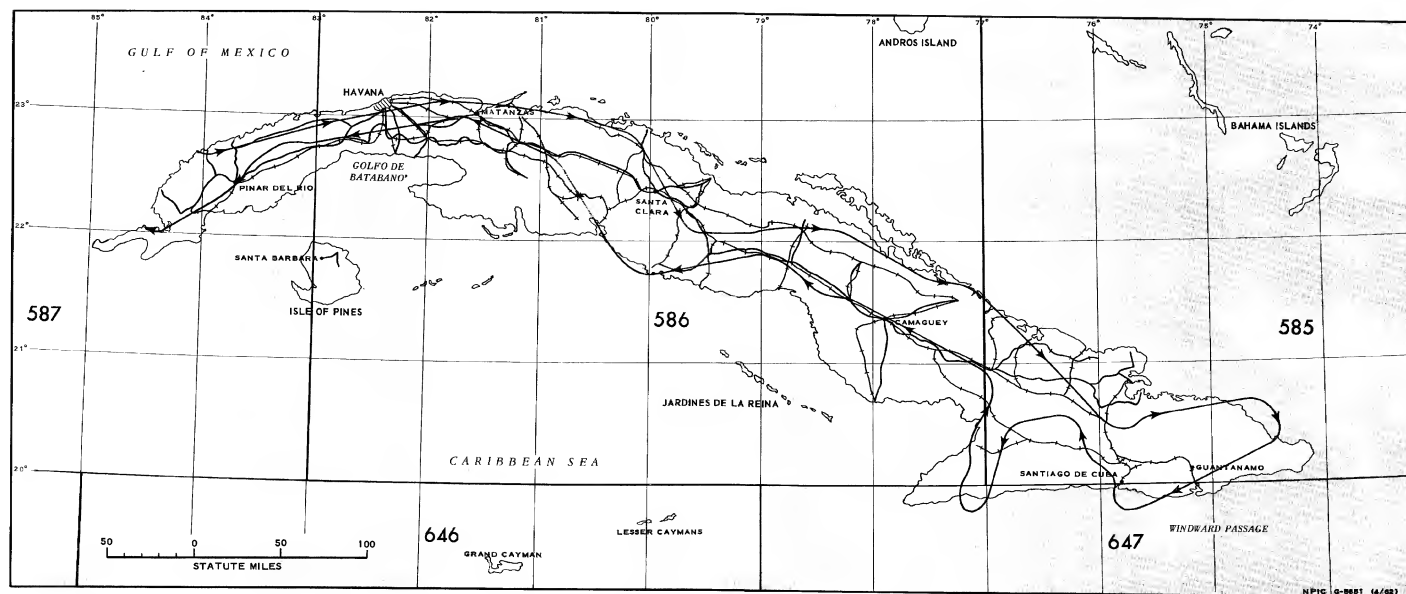 85° 84° 83° 82° 81° 80° 79° 78° 77° 76° 75° 74°
GULF OF MEXICO
ANDROS ISLAND
HAVANA
23°
MATANZAS
BAHAMA ISLANDS
GOLFO DE
BATABANO
PINAR DEL RIO
SANTA
CLARA
22°
SANTA BARBARA
ISLE OF PINES
587
586
585
CAMAGUEY
21°
JARDINES DE LA REINA
CARIBBEAN SEA
20°
SANTIAGO DE CUBA
GUANTANAMO
WINDWARD PASSAGE
646
LESSER CAYMANS
647
50 0 50 100
STATUTE MILES
GRAND CAYMAN
NPIC (4/62)